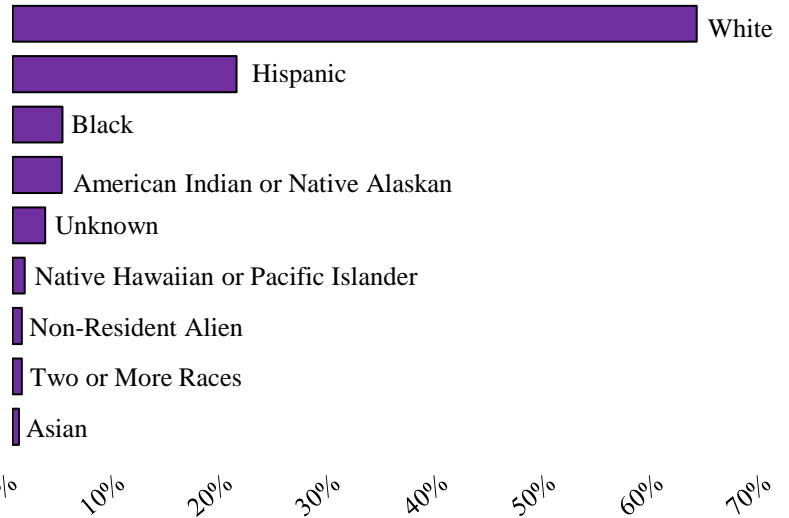 White
Hispanic
Black
American Indian or Native Alaskan
Unknown
Native Hawaiian or Pacific Islander
Non-Resident Alien
Two or More Races
Asian
% 10% 20% 30% 40% 50% 60% 70%